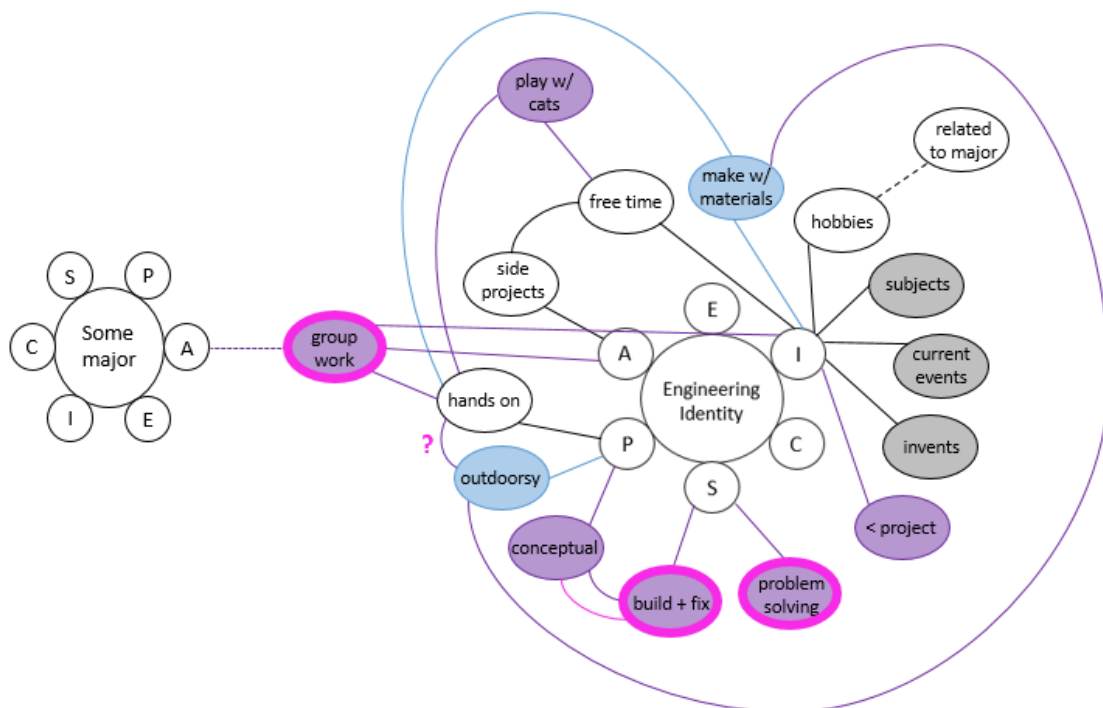 play w/
cats
related
to major
make w/
materials
free time
hobbies
side
projects
subjects
S
P
E
Some
major
C
A
group
work
A
I
current
events
Engineering
Identity
hands on
I
E
?
P
C
invents
outdoorsy
S
< project
conceptual
build + fix
problem
solving